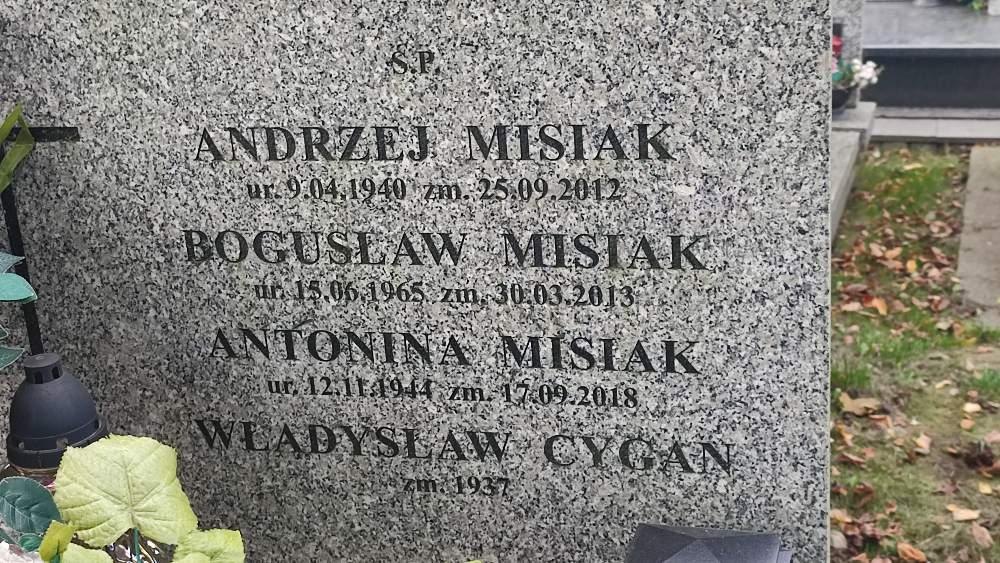 Ś.P.
ANDRZEJ MISIAK
ur. 9.04.1940 zm. 25.09.2012
BOGUSŁAW MISIAK
ur. 15.06.1965 zm. 30.03.2013
ANTONINA MISIAK
ur. 12.11.1944 zm. 17.09.2018
WŁADYSŁAW CYGAN
zm. 1937